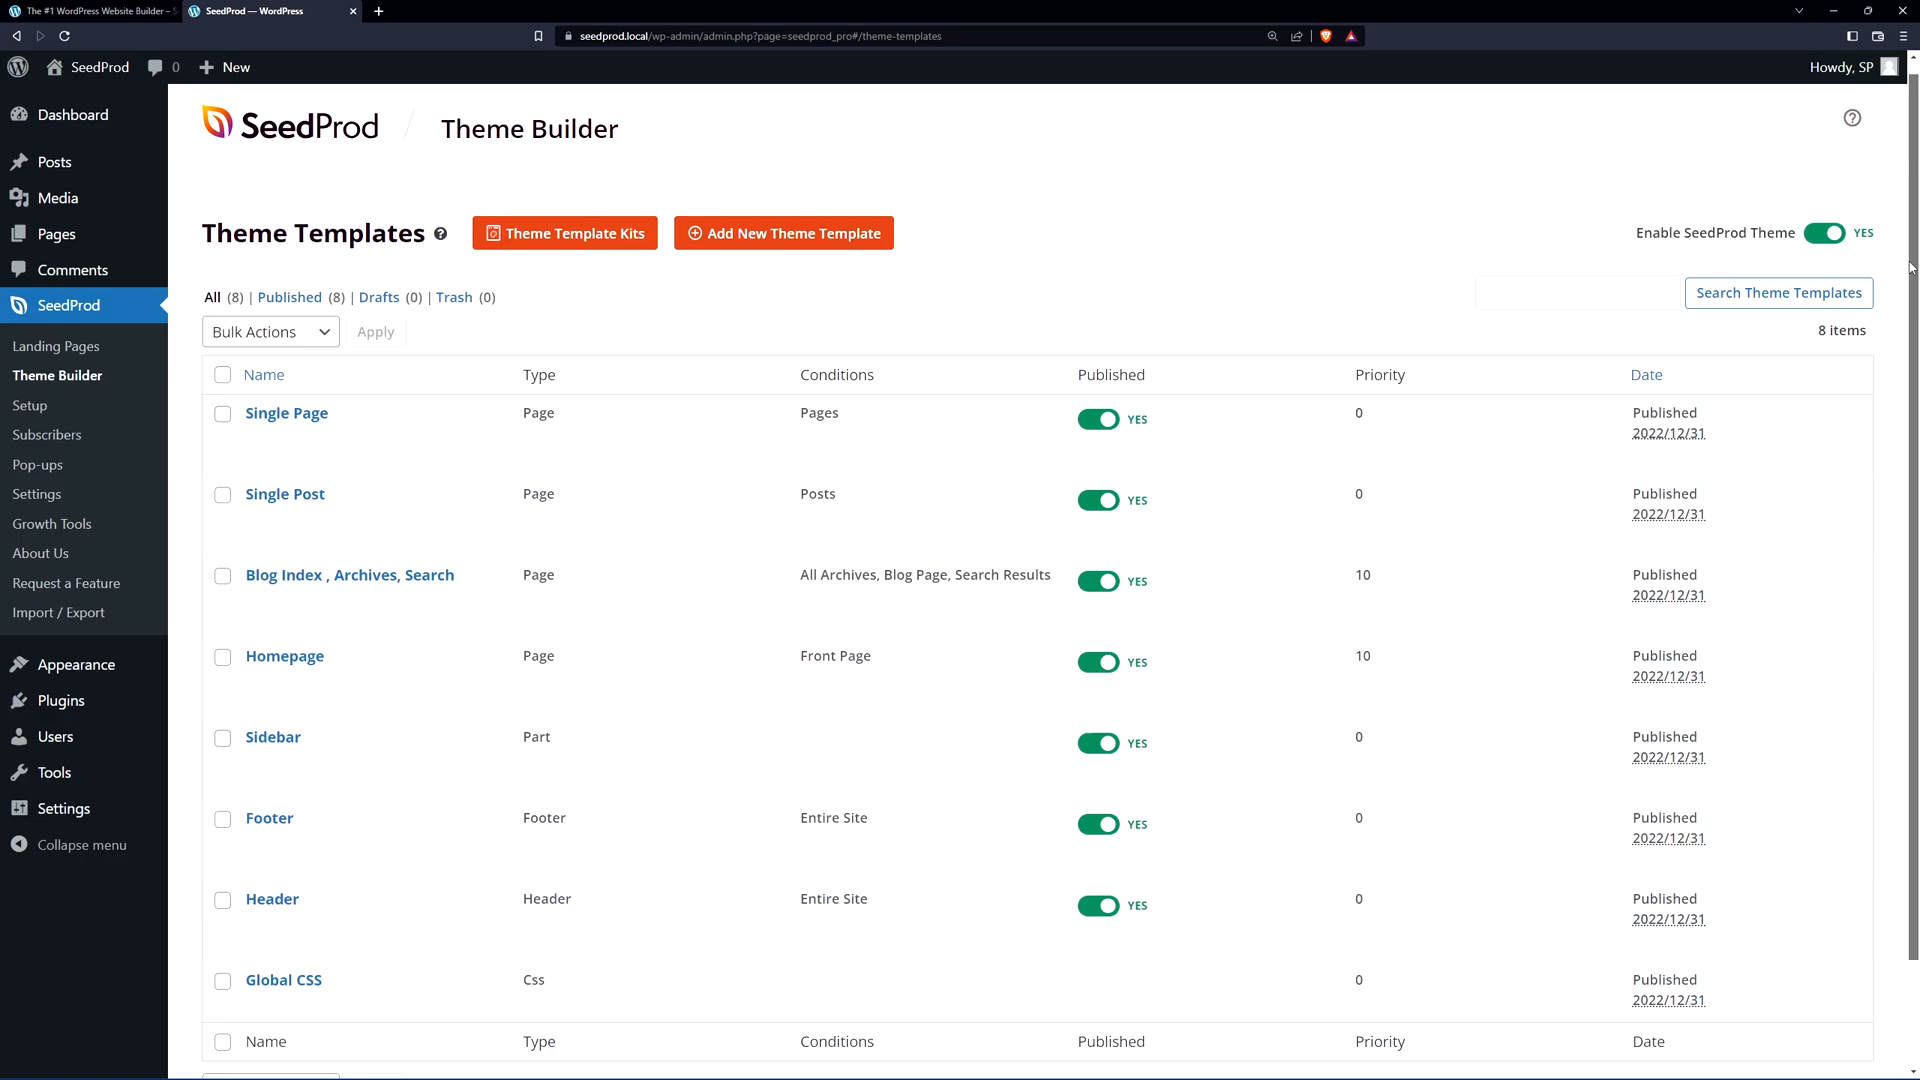 The #1 WordPress Website Builder –
SeedProd — WordPress
seedprod.local/wp-admin/admin.php?page=seedprod_pro#/theme-templates
SeedProd
0
New
Howdy, SP
Dashboard
Posts
Media
Pages
Comments
SeedProd
Landing Pages
Theme Builder
Setup
Subscribers
Pop-ups
Settings
Growth Tools
About Us
Request a Feature
Import / Export
Appearance
Plugins
Users
Tools
Settings
Collapse menu
SeedProd / Theme Builder
Theme Templates
Theme Template Kits
Add New Theme Template
Enable SeedProd Theme YES
All (8) | Published (8) | Drafts (0) | Trash (0)
Search Theme Templates
Bulk Actions Apply
8 items
Name Type Conditions Published Priority Date
Single Page Page Pages YES 0 Published
2022/12/31
Single Post Page Posts YES 0 Published
2022/12/31
Blog Index , Archives, Search Page All Archives, Blog Page, Search Results YES 10 Published
2022/12/31
Homepage Page Front Page YES 10 Published
2022/12/31
Sidebar Part YES 0 Published
2022/12/31
Footer Footer Entire Site YES 0 Published
2022/12/31
Header Header Entire Site YES 0 Published
2022/12/31
Global CSS Css 0 Published
2022/12/31
Name Type Conditions Published Priority Date